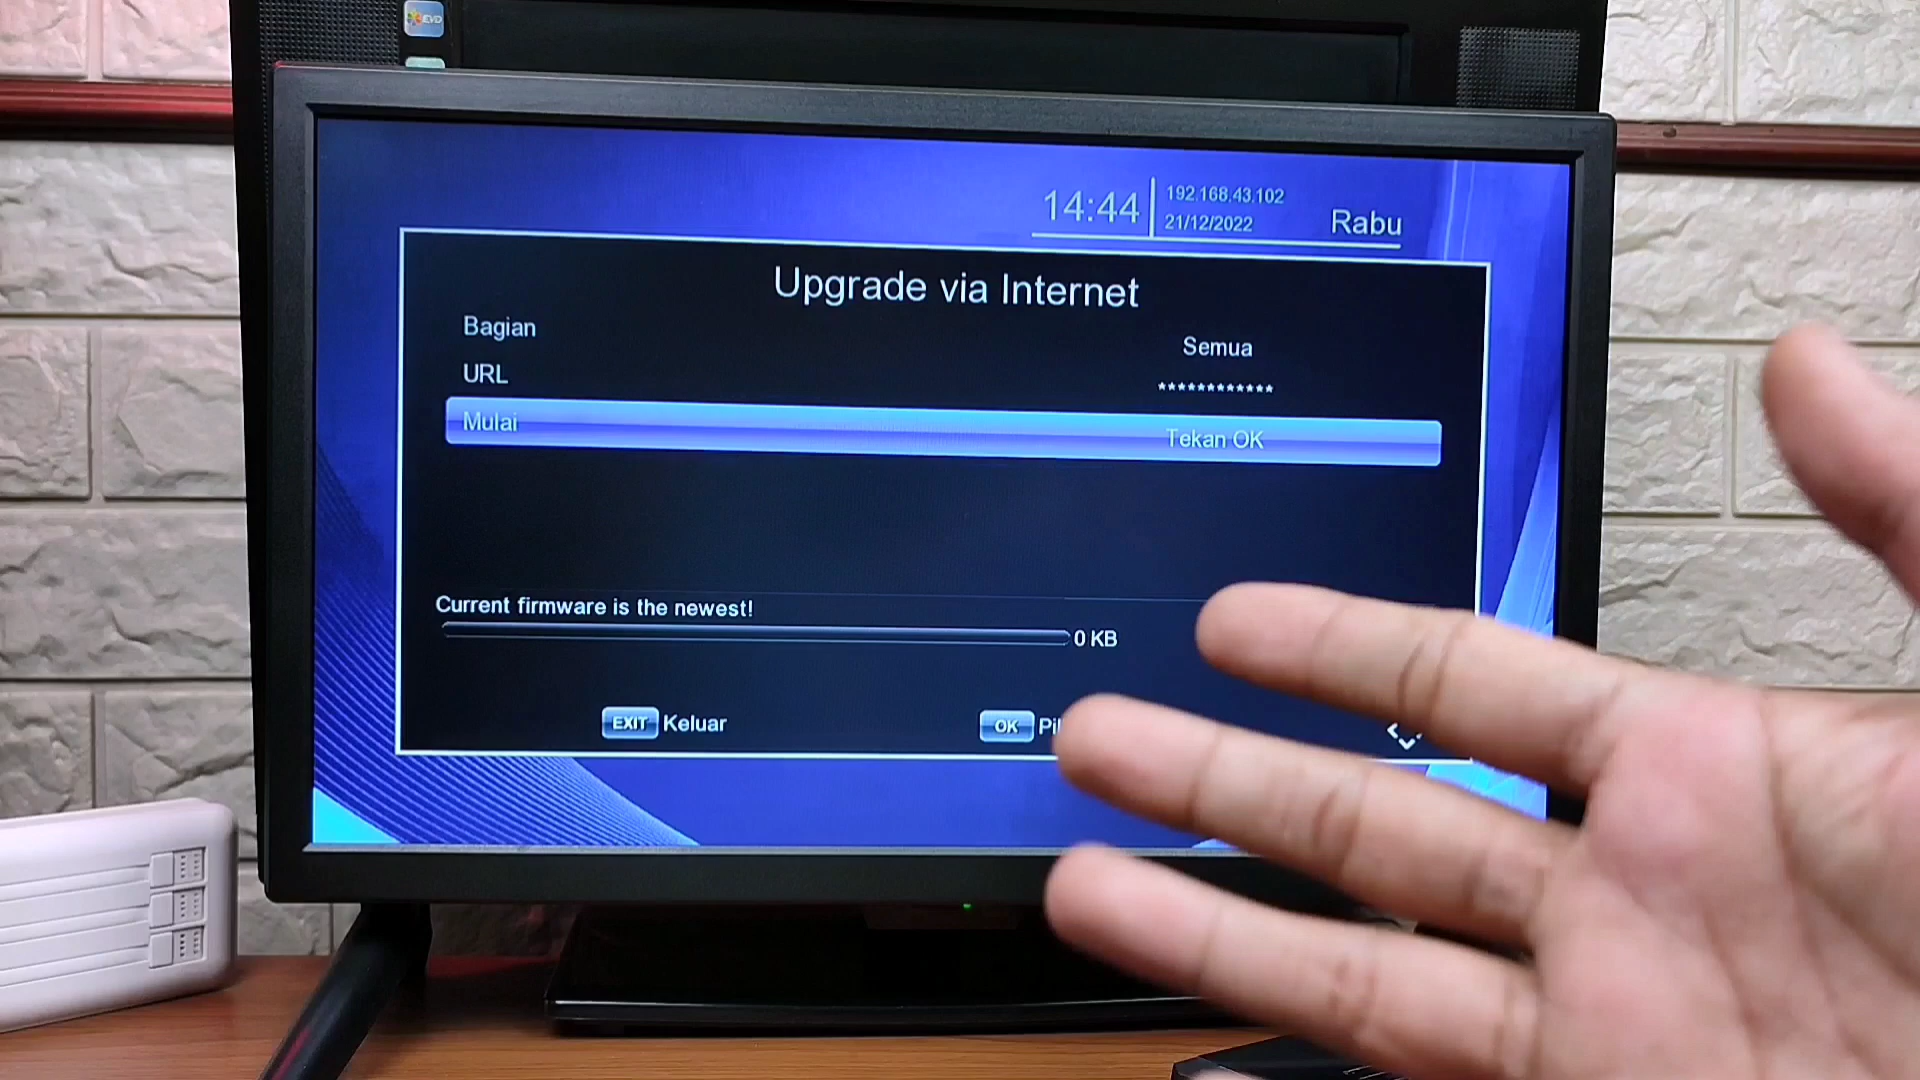 EVD
14:44
192.168.43.102
21/12/2022
Rabu
Upgrade via Internet
Bagian
Semua
URL
************
Mulai
Tekan OK
Current firmware is the newest!
0 KB
EXIT Keluar
OK